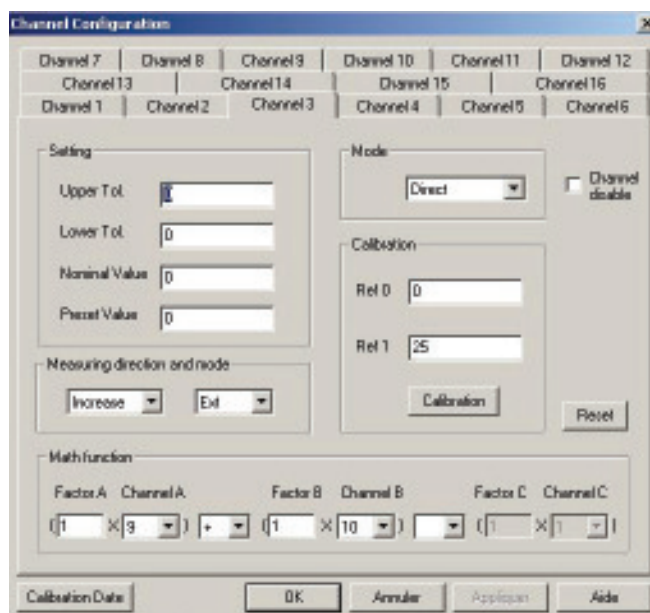 Channel Configuration
Channel 7 Channel 8 Channel 9 Channel 10 Channel 11 Channel 12
Channel 13 Channel 14 Channel 15 Channel 16
Channel 1 Channel 2 Channel 3 Channel 4 Channel 5 Channel 6
Setting
Upper Tol.
Lower Tol. 0
Nominal Value 0
Preset Value 0
Mode
Direct
Channel disable
Calibration
Ref 0 0
Ref 1 25
Calibration
Measuring direction and mode
Increase Ext
Reset
Math function
Factor A Channel A Factor B Channel B Factor C Channel C
(1 X 9 ) + (1 X 10 ) (1 X 1 )
Calibration Date OK Annuler Appliquer Aide